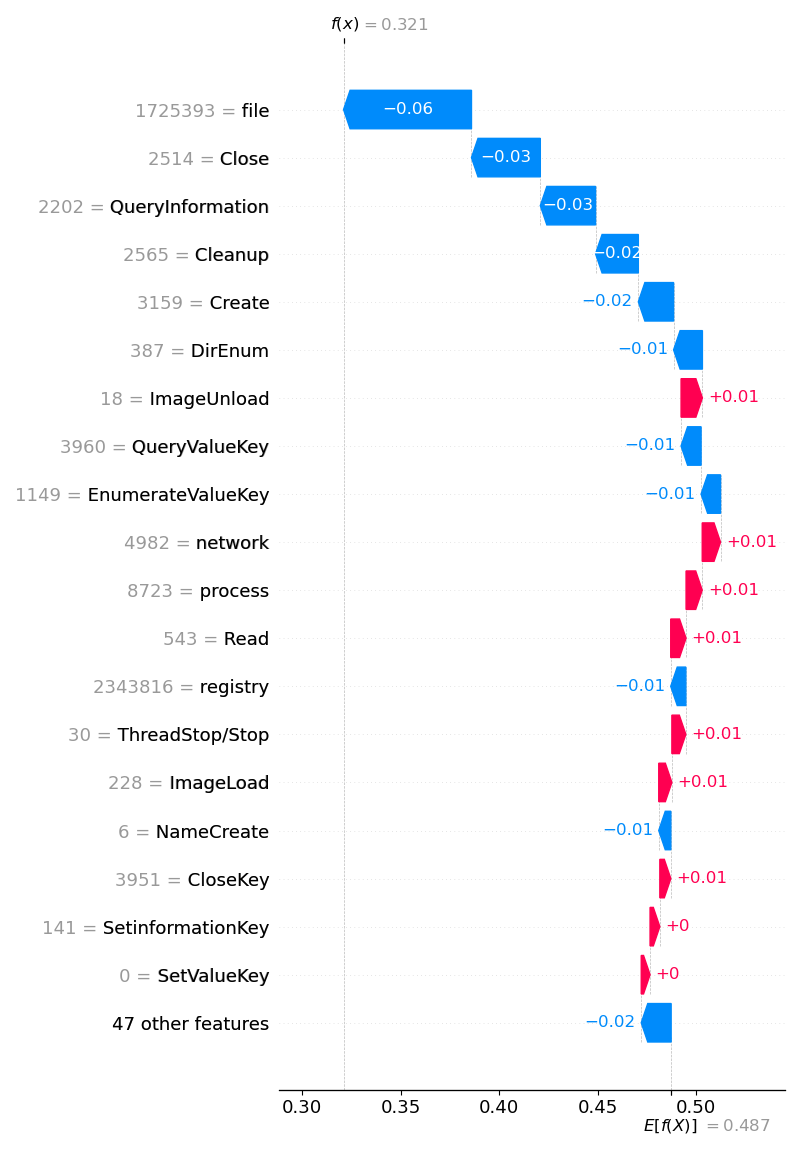 f(x) = 0.321
1725393 = file −0.06
2514 = Close −0.03
2202 = QueryInformation −0.03
2565 = Cleanup −0.02
3159 = Create −0.02
387 = DirEnum −0.01
18 = ImageUnload +0.01
3960 = QueryValueKey −0.01
1149 = EnumerateValueKey −0.01
4982 = network +0.01
8723 = process +0.01
543 = Read +0.01
2343816 = registry −0.01
30 = ThreadStop/Stop +0.01
228 = ImageLoad +0.01
6 = NameCreate −0.01
3951 = CloseKey +0.01
141 = SetinformationKey +0
0 = SetValueKey +0
47 other features −0.02
0.30 0.35 0.40 0.45 0.50
E[f(X)] = 0.487